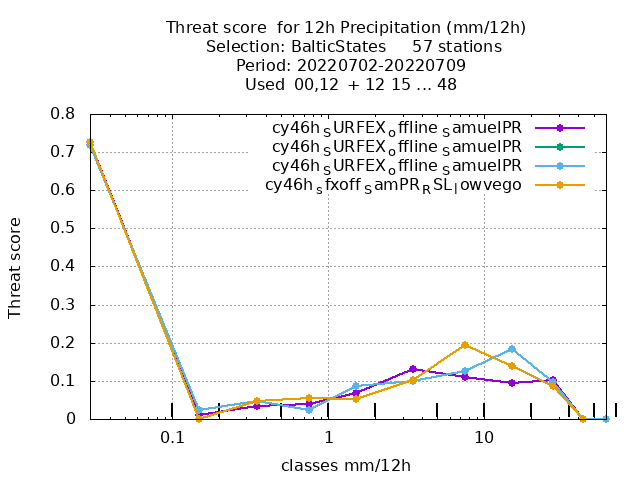 Threat score  for 12h Precipitation (mm/12h)
Selection: BalticStates     57 stations
Period: 20220702-20220709
Used  00,12  + 12 15 ... 48
cy46h_SURFEX_offline_SamuelPR
cy46h_SURFEX_offline_SamuelPR
cy46h_SURFEX_offline_SamuelPR
cy46h_sfxoff_SamPR_RSL_lowvego
Threat score
0.8
0.7
0.6
0.5
0.4
0.3
0.2
0.1
0
0.1 1 10
classes mm/12h